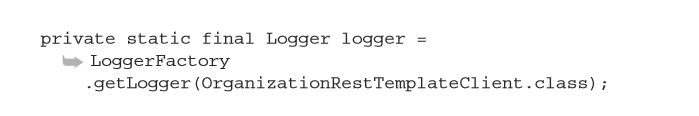 private static final Logger logger =
LoggerFactory
.getLogger(OrganizationRestTemplateClient.class);